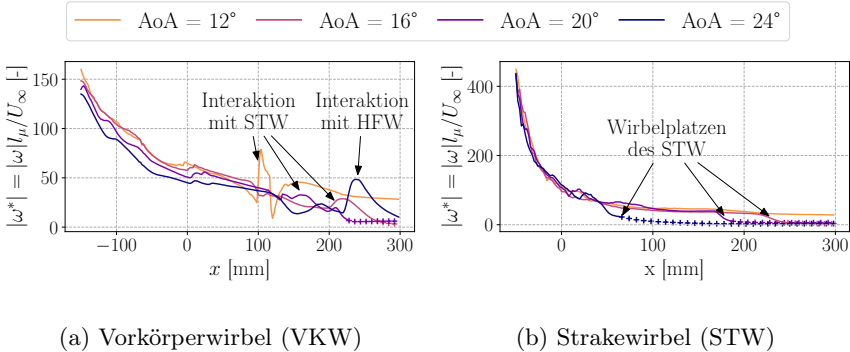 AoA = 12° AoA = 16° AoA = 20° AoA = 24°
|ω*| = |ω|l_μ/U_∞ [-]
150
100
50
0
Interaktion mit STW
Interaktion mit HFW
−100 0 100 200 300
x [mm]
(a) Vorkörperwirbel (VKW)
|ω*| = |ω|l_μ/U_∞ [-]
400
200
0
Wirbelplatzen
des STW
0 100 200 300
x [mm]
(b) Strakewirbel (STW)